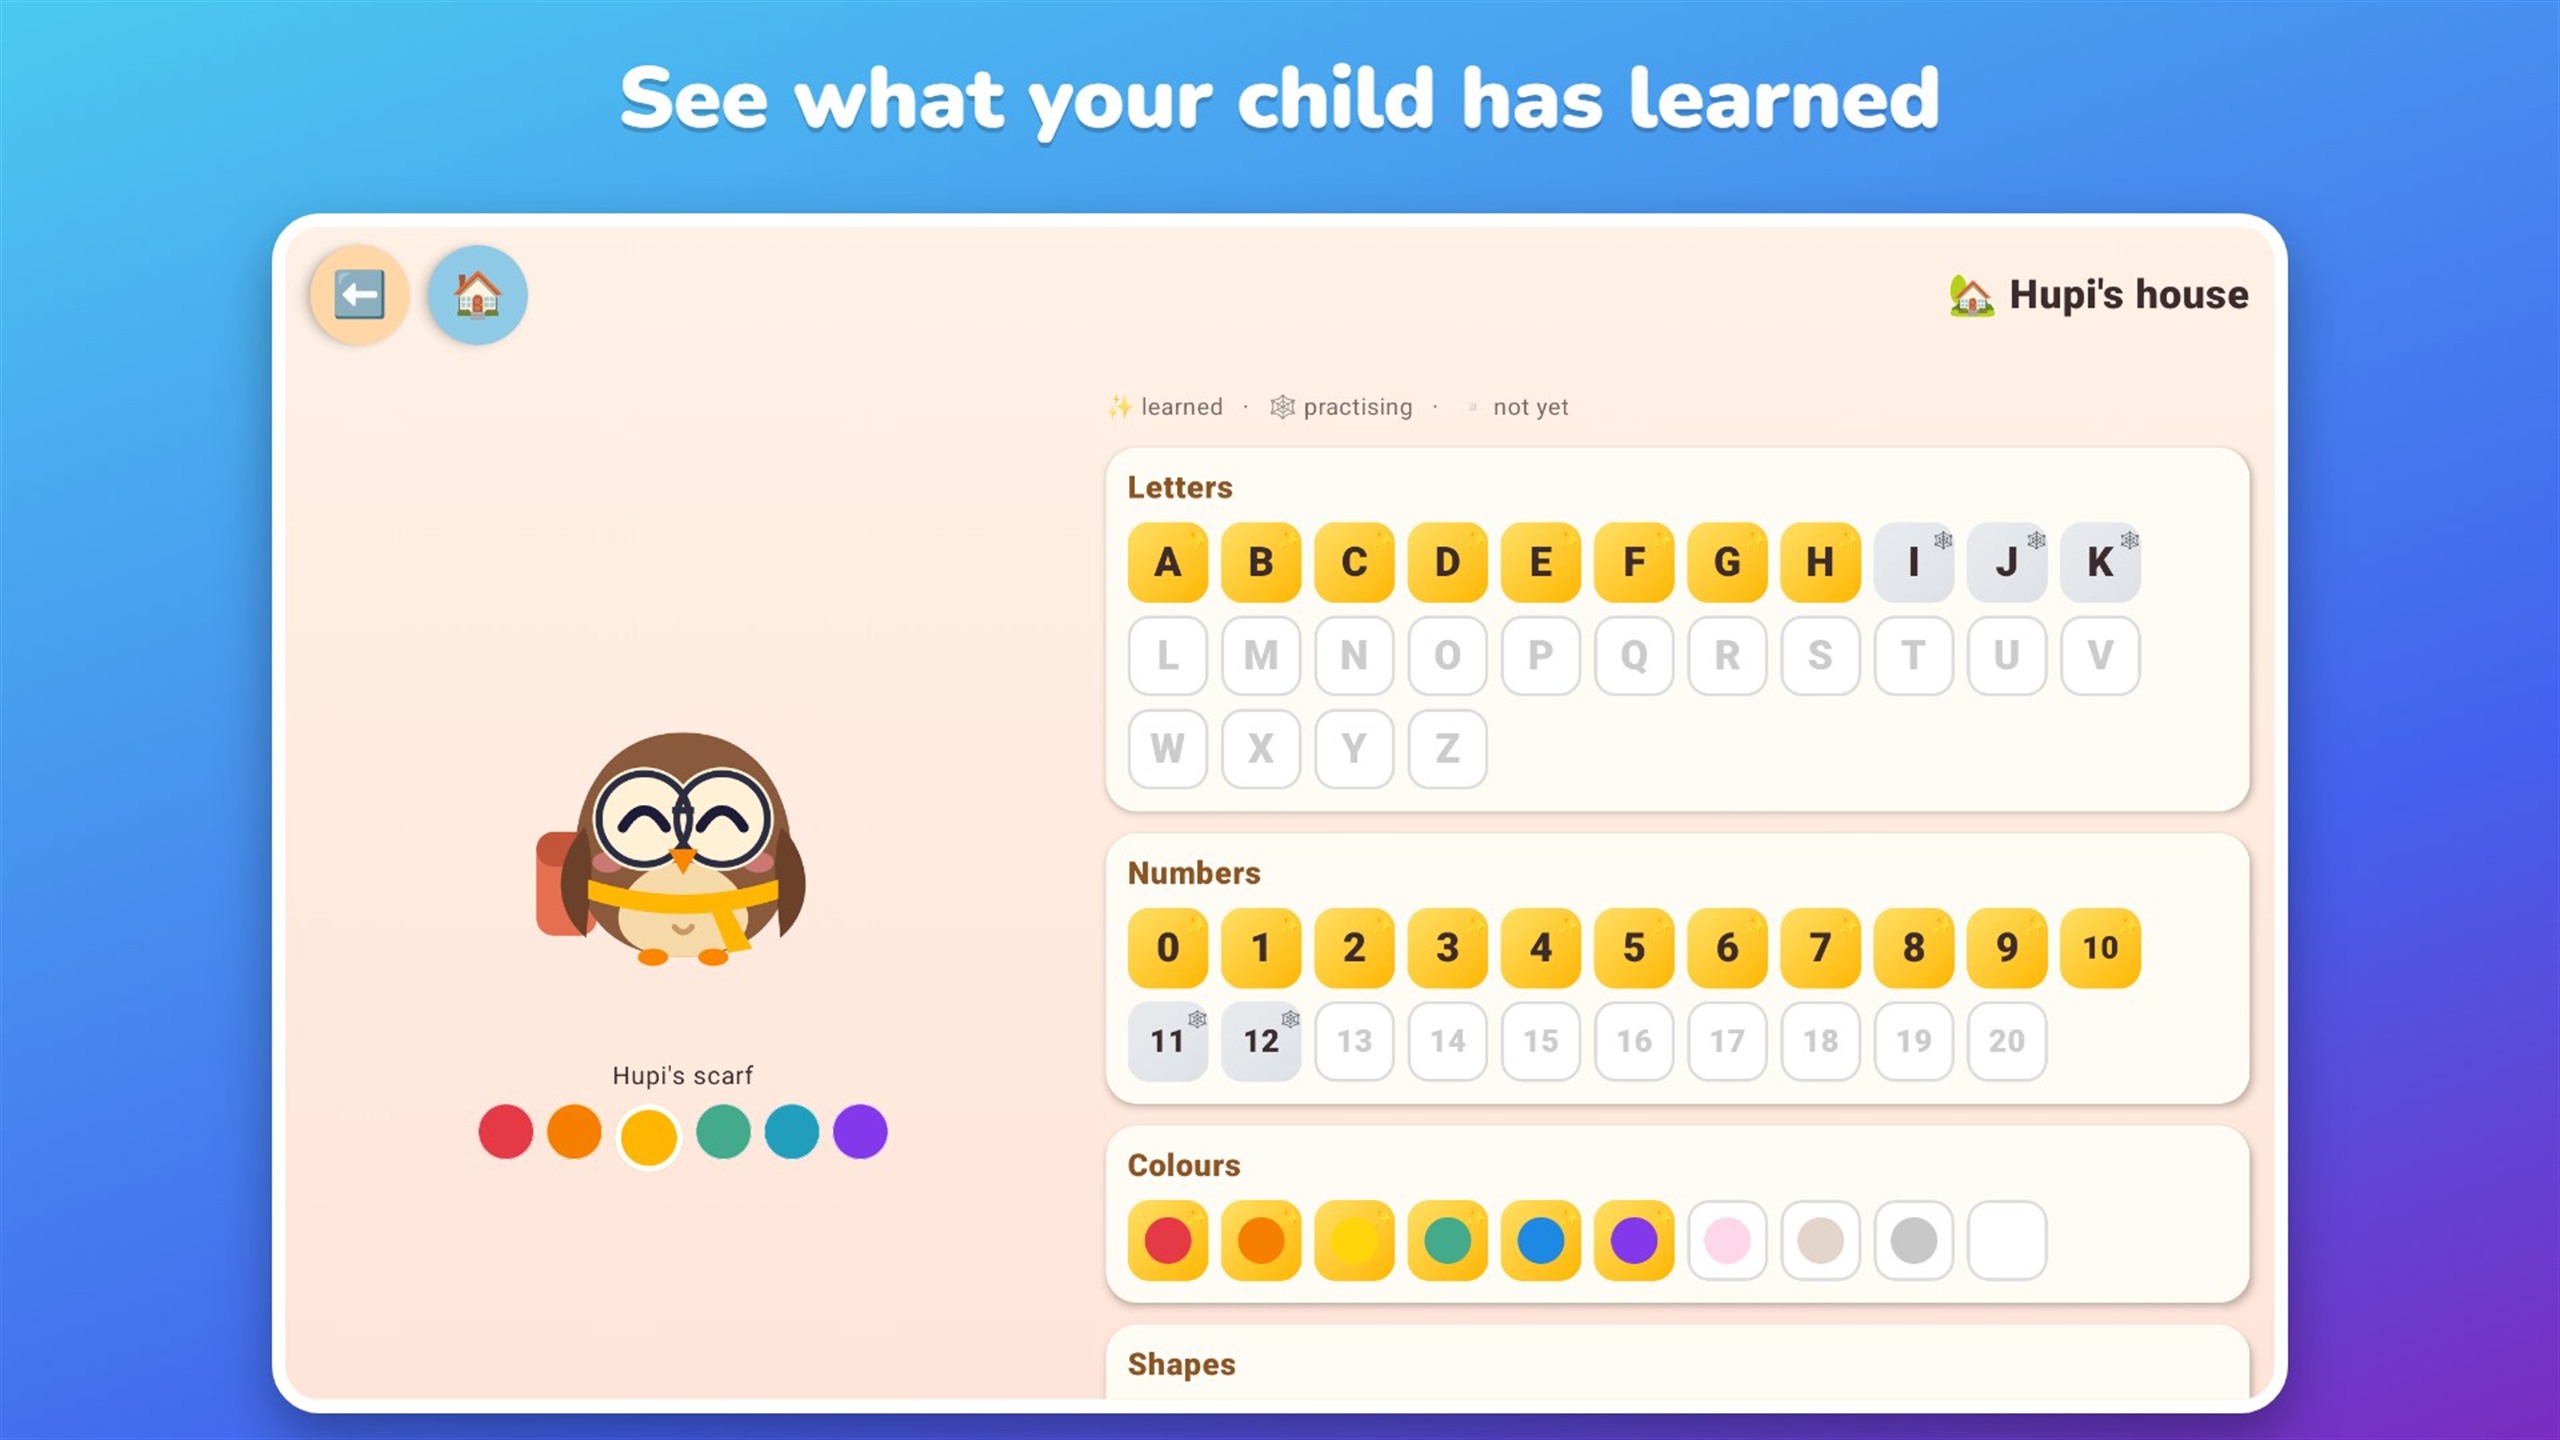 See what your child has learned
Hupi's house
learned · practising · not yet
Letters
A B C D E F G H I J K
L M N O P Q R S T U V
W X Y Z
Numbers
0 1 2 3 4 5 6 7 8 9 10
11 12 13 14 15 16 17 18 19 20
Hupi's scarf
Colours
Shapes